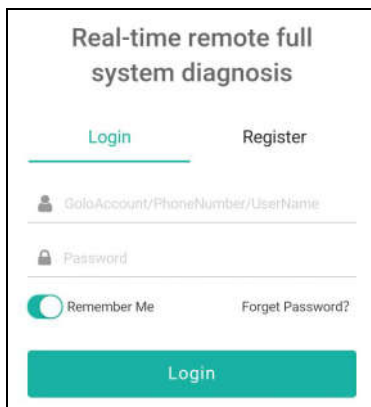 Real-time remote full
system diagnosis
Login Register
GoloAccount/PhoneNumber/UserName
Password
Remember Me Forget Password?
Login